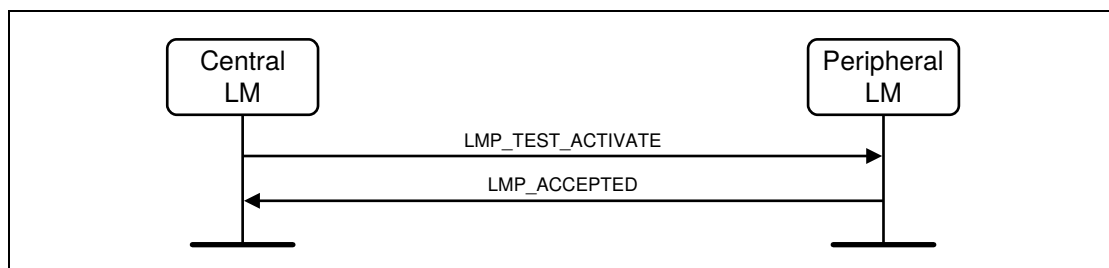 Central
LM
Peripheral
LM
LMP_TEST_ACTIVATE
LMP_ACCEPTED